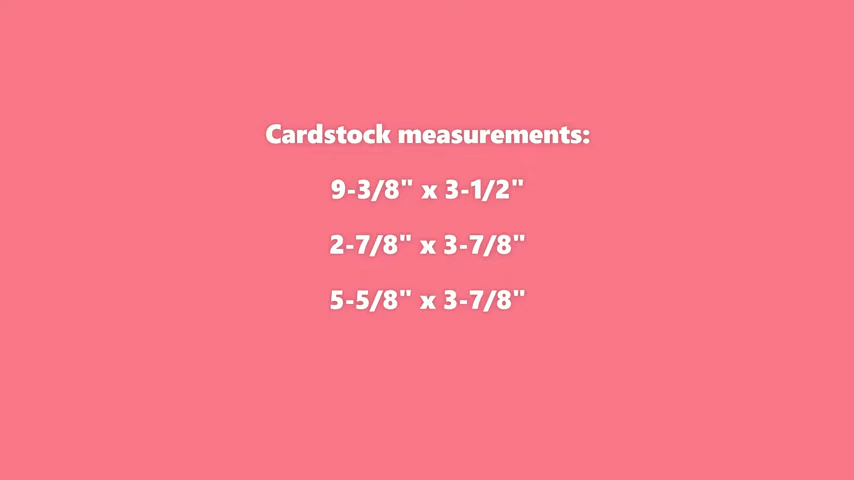 Cardstock measurements:
9-3/8" x 3-1/2"
2-7/8" x 3-7/8"
5-5/8" x 3-7/8"